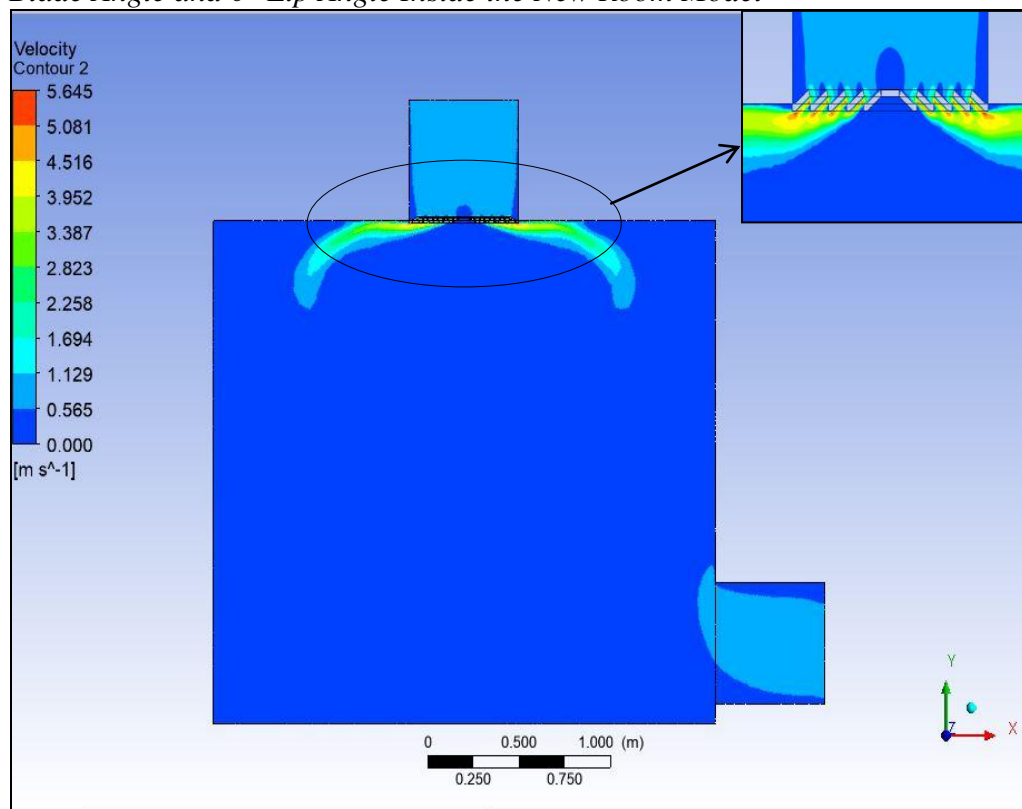 Blade Angle and Lip Angle Inside the New Room Model
Velocity
Contour 2
5.645
5.081
4.516
3.952
3.387
2.823
2.258
1.694
1.129
0.565
0.000
[m s^-1]
0 0.500 1.000 (m)
0.250 0.750
Y
Z X